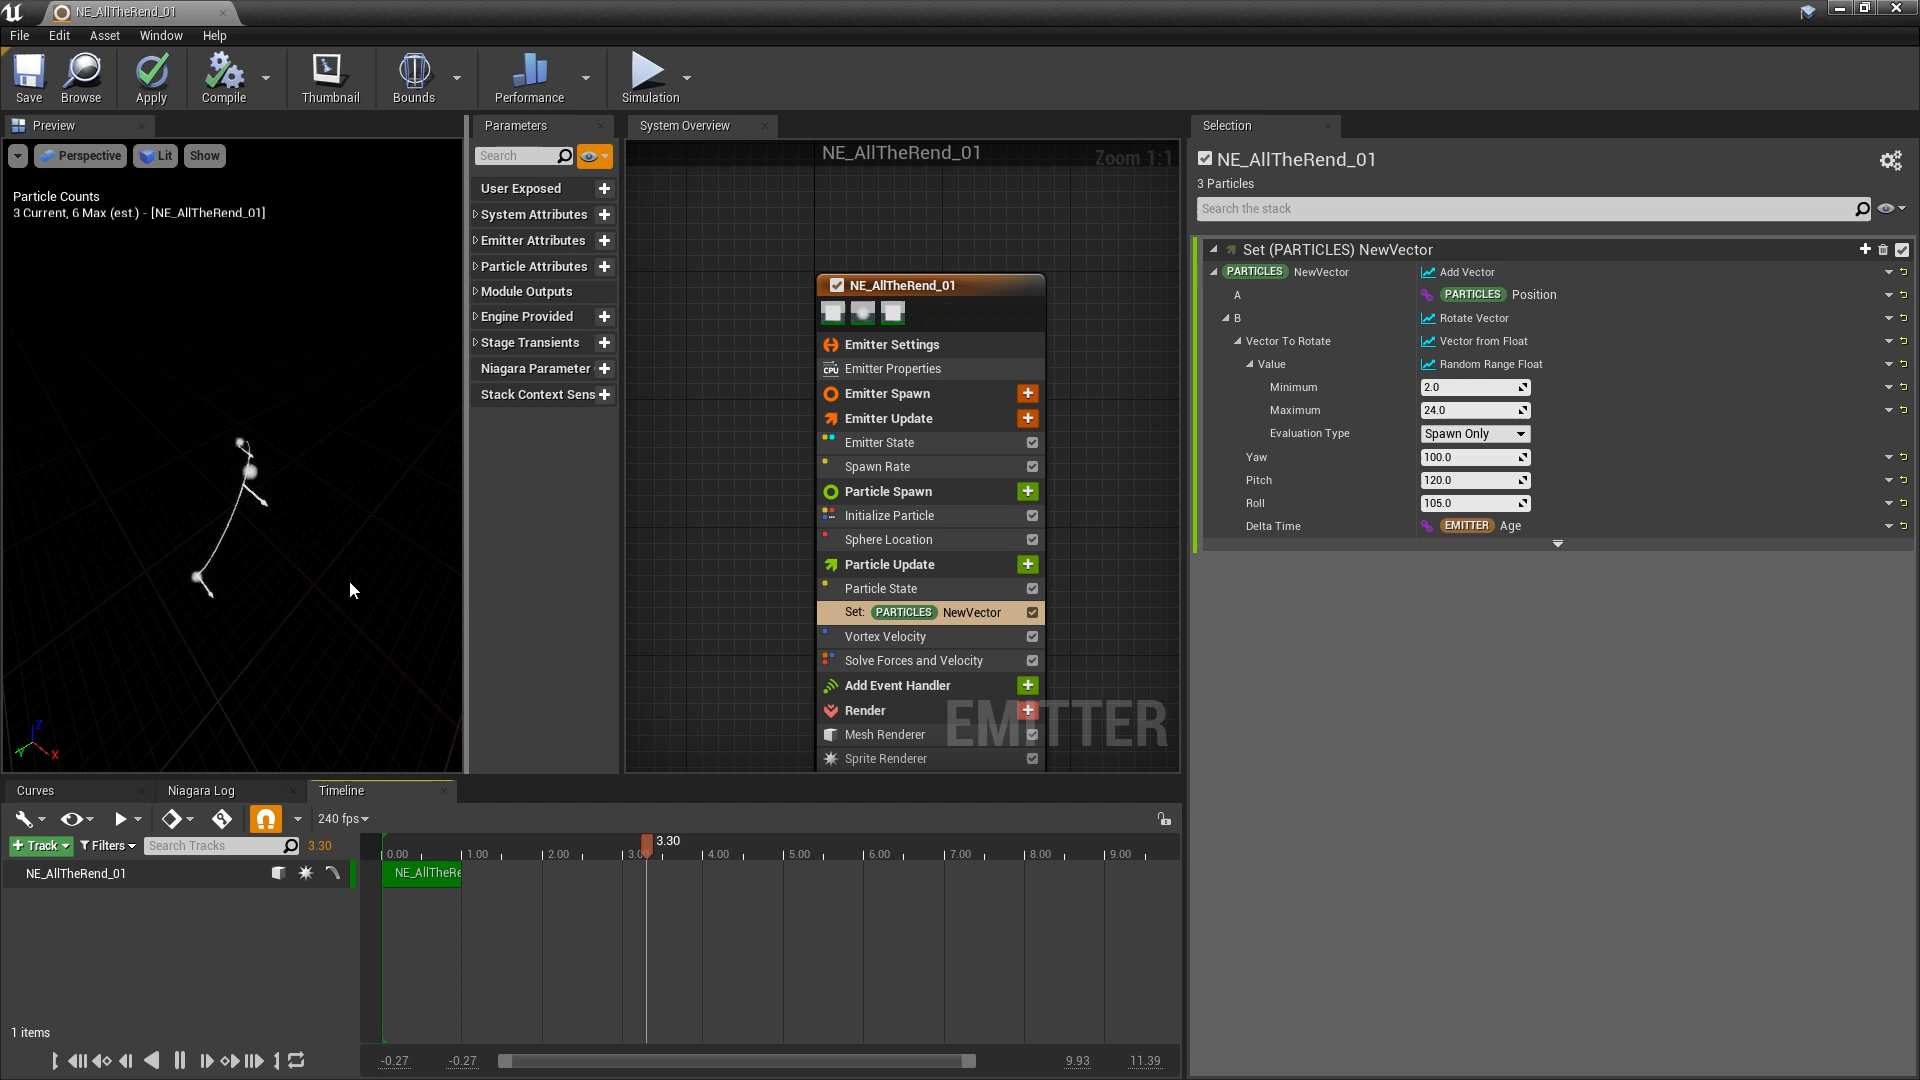 NE_AllTheRend_01
File Edit Asset Window Help
Save Browse Apply Compile Thumbnail Bounds Performance Simulation
Preview
Perspective Lit Show
Particle Counts
3 Current, 6 Max (est.) - [NE_AllTheRend_01]
Z
Y
X
Parameters
Search
User Exposed
System Attributes
Emitter Attributes
Particle Attributes
Module Outputs
Engine Provided
Stage Transients
Niagara Parameter
Stack Context Sens
System Overview
NE_AllTheRend_01
Zoom 1:1
NE_AllTheRend_01
Emitter Settings
CPU Emitter Properties
Emitter Spawn
Emitter Update
Emitter State
Spawn Rate
Particle Spawn
Initialize Particle
Sphere Location
Particle Update
Particle State
Set: PARTICLES NewVector
Vortex Velocity
Solve Forces and Velocity
Add Event Handler
Render
Mesh Renderer
Sprite Renderer
EMITTER
Selection
NE_AllTheRend_01
3 Particles
Search the stack
Set (PARTICLES) NewVector
PARTICLES NewVector Add Vector
A PARTICLES Position
B Rotate Vector
Vector To Rotate Vector from Float
Value Random Range Float
Minimum 2.0
Maximum 24.0
Evaluation Type Spawn Only
Yaw 100.0
Pitch 120.0
Roll 105.0
Delta Time EMITTER Age
Curves Niagara Log Timeline
240 fps
+ Track Filters Search Tracks 3.30
3.30
0.00 1.00 2.00 3.00 4.00 5.00 6.00 7.00 8.00 9.00
NE_AllTheRend_01
NE_AllTheRe
1 items
-0.27 -0.27 9.93 11.39